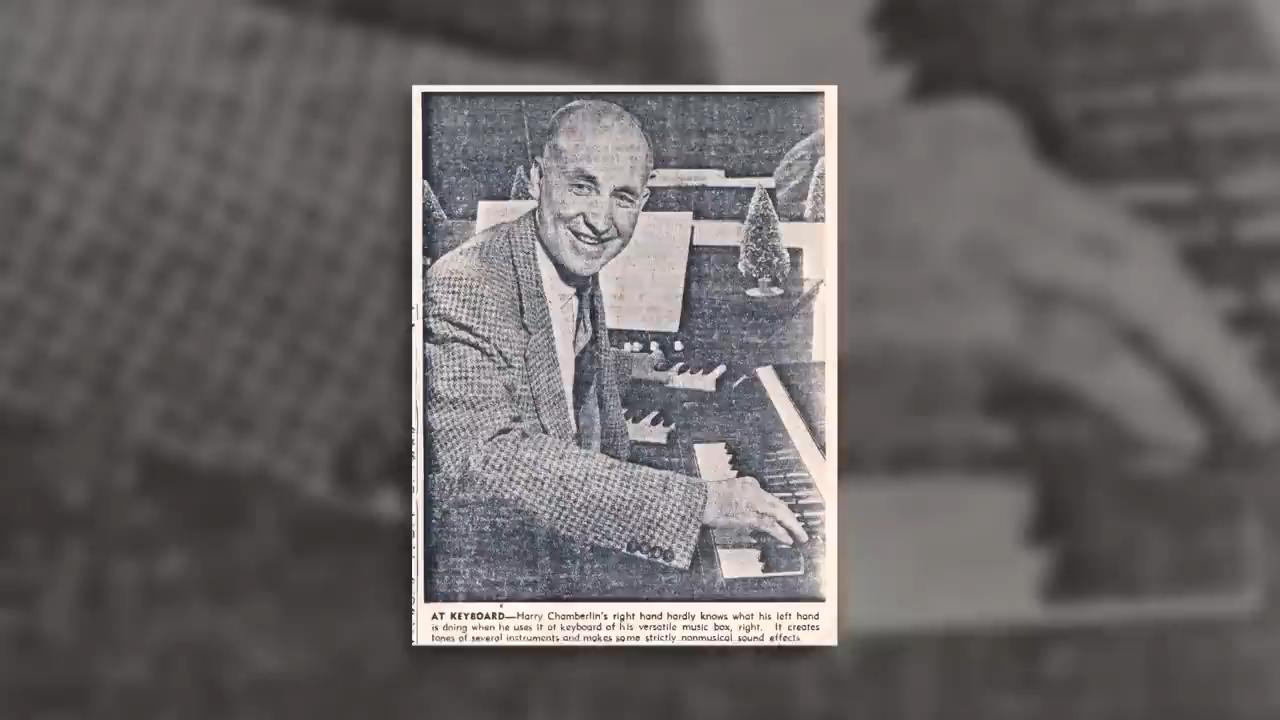 AT KEYBOARD—Harry Chamberlin's right hand hardly knows what his left hand
is doing when he uses it at keyboard of his versatile music box, right. It creates
tones of several instruments and makes some strictly nonmusical sound effects